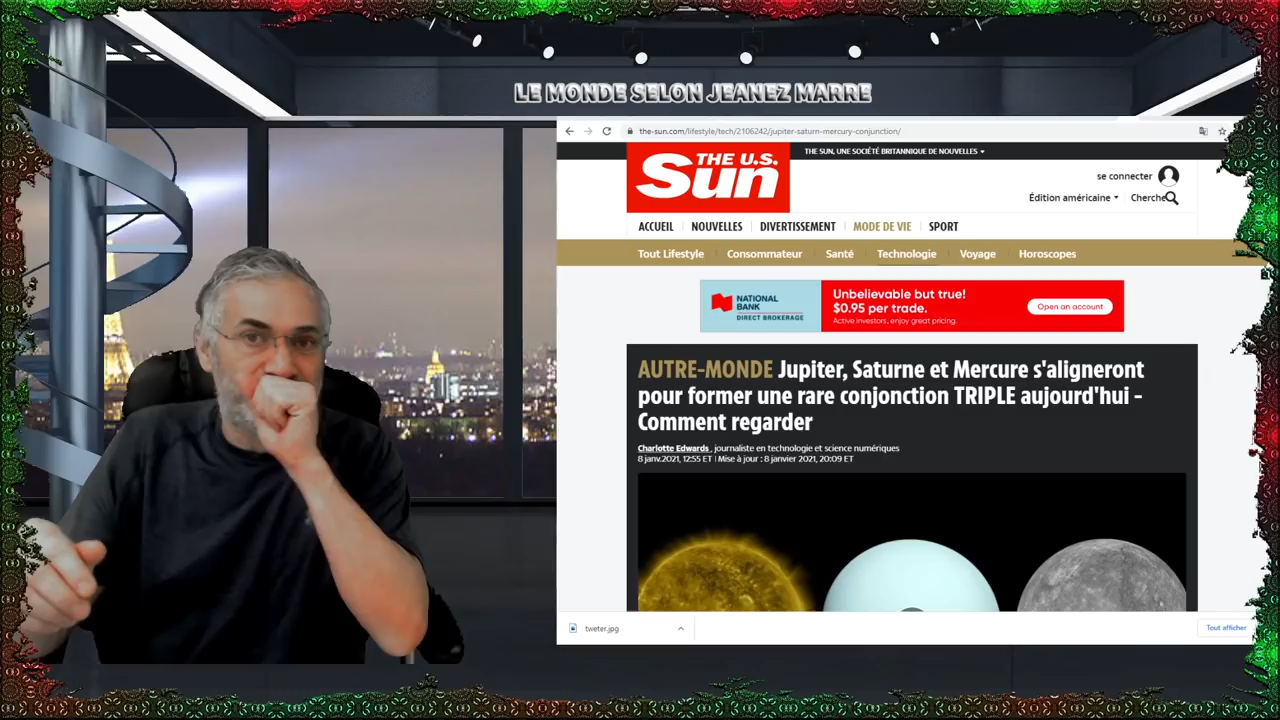 LE MONDE SELON JEANEZ MARRE
the-sun.com/lifestyle/tech/2106242/jupiter-saturn-mercury-conjunction/
THE U.S.
Sun
THE SUN, UNE SOCIÉTÉ BRITANNIQUE DE NOUVELLES
se connecter
Édition américaine
Cherche
ACCUEIL NOUVELLES DIVERTISSEMENT MODE DE VIE SPORT
Tout Lifestyle Consommateur Santé Technologie Voyage Horoscopes
NATIONAL
BANK
DIRECT BROKERAGE
Unbelievable but true!
$0.95 per trade.
Active investors, enjoy great pricing.
Open an account
AUTRE-MONDE Jupiter, Saturne et Mercure s'aligneront
pour former une rare conjonction TRIPLE aujourd'hui -
Comment regarder
Charlotte Edwards , journaliste en technologie et science numériques
8 janv.2021, 12:55 ET | Mise à jour : 8 janvier 2021, 20:09 ET
tweter.jpg
Tout afficher